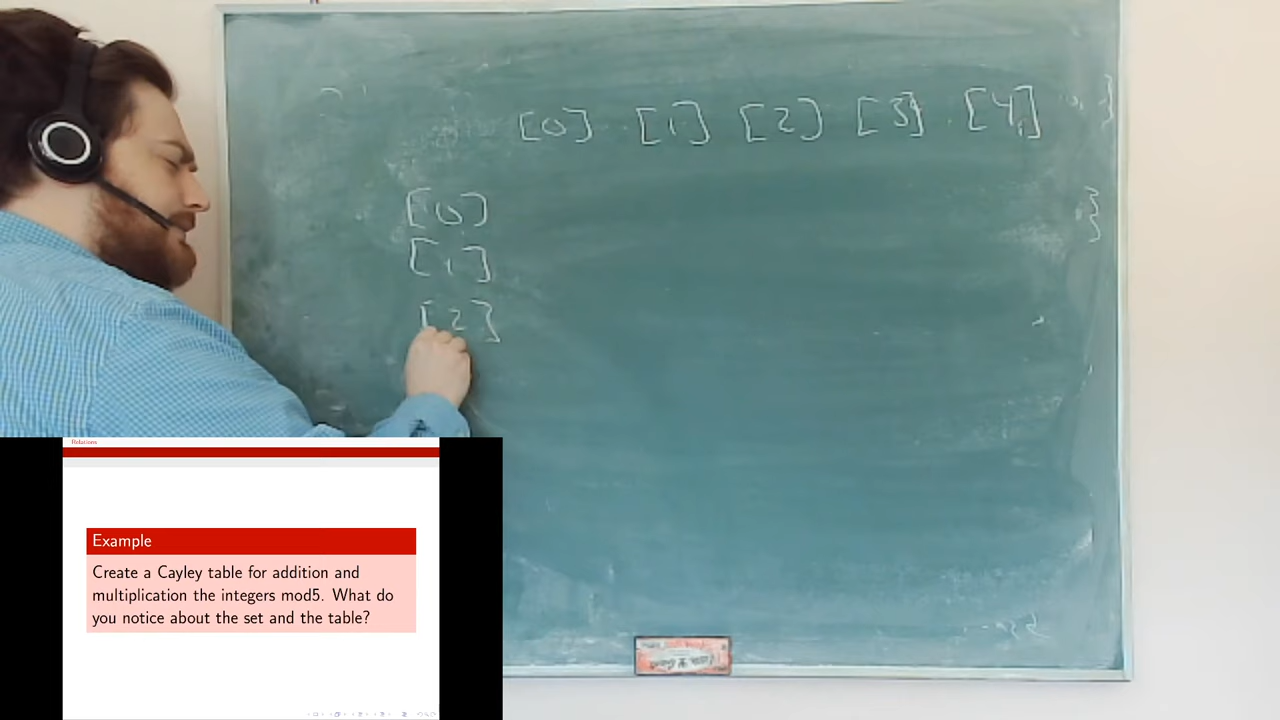 [0] [1] [2] [3] [4]
[0]
[1]
[2]
Relations
Example
Create a Cayley table for addition and
multiplication the integers mod5. What do
you notice about the set and the table?